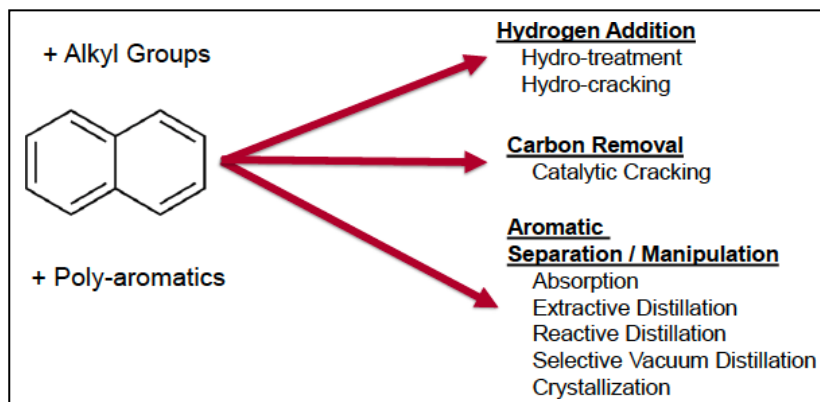 + Alkyl Groups
+ Poly-aromatics
Hydrogen Addition
Hydro-treatment
Hydro-cracking
Carbon Removal
Catalytic Cracking
Aromatic
Separation / Manipulation
Absorption
Extractive Distillation
Reactive Distillation
Selective Vacuum Distillation
Crystallization